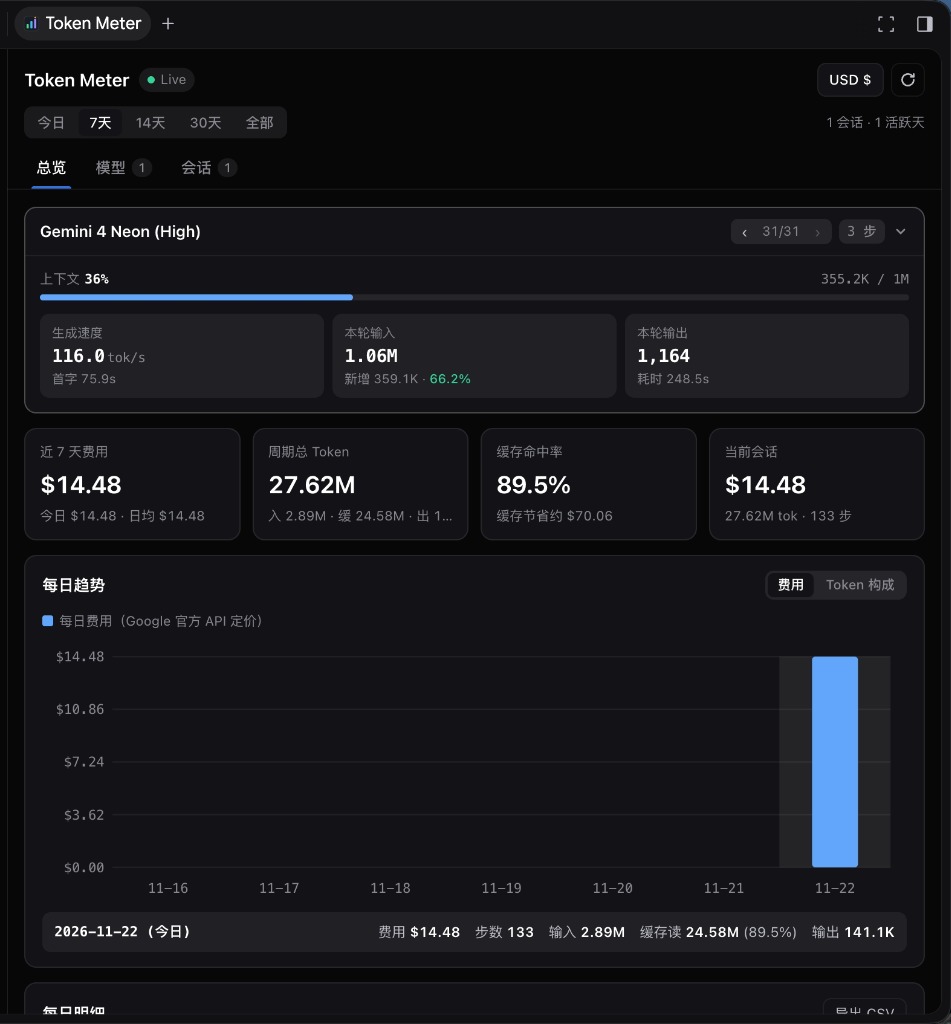 Token Meter +
Token Meter Live USD $
今日 7天 14天 30天 全部 1 会话 · 1 活跃天
总览 模型 1 会话 1
Gemini 4 Neon (High) ‹ 31/31 › 3 步
上下文 36% 355.2K / 1M
生成速度 本轮输入 本轮输出
116.0 tok/s 1.06M 1,164
首字 75.9s 新增 359.1K · 66.2% 耗时 248.5s
近 7 天费用 周期总 Token 缓存命中率 当前会话
$14.48 27.62M 89.5% $14.48
今日 $14.48 · 日均 $14.48 入 2.89M · 缓 24.58M · 出 1... 缓存节省约 $70.06 27.62M tok · 133 步
每日趋势 费用 Token 构成
每日费用（Google 官方 API 定价）
$14.48
$10.86
$7.24
$3.62
$0.00
11-16 11-17 11-18 11-19 11-20 11-21 11-22
2026-11-22 (今日) 费用 $14.48 步数 133 输入 2.89M 缓存读 24.58M (89.5%) 输出 141.1K
每日明细 导出 CSV